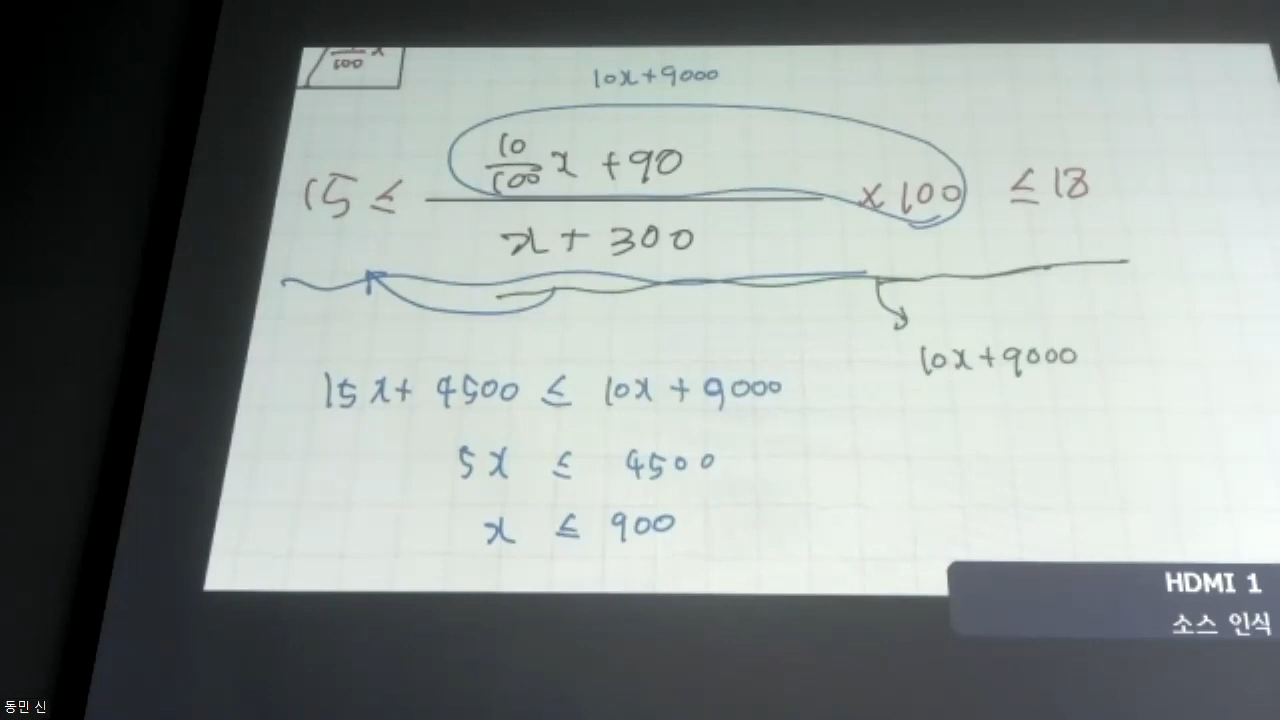 /100 x
10x+9000
15 ≤ (10/100 x + 90)/(x + 300) × 100 ≤ 18
10x+9000
15x + 4500 ≤ 10x + 9000
5x ≤ 4500
x ≤ 900
HDMI 1
소스 인식
동민 신